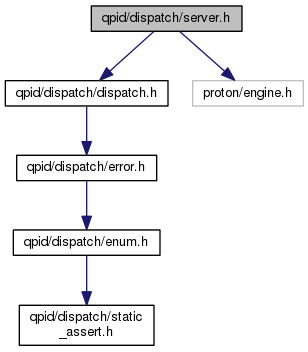 qpid/dispatch/server.h
qpid/dispatch/dispatch.h
proton/engine.h
qpid/dispatch/error.h
qpid/dispatch/enum.h
qpid/dispatch/static
_assert.h